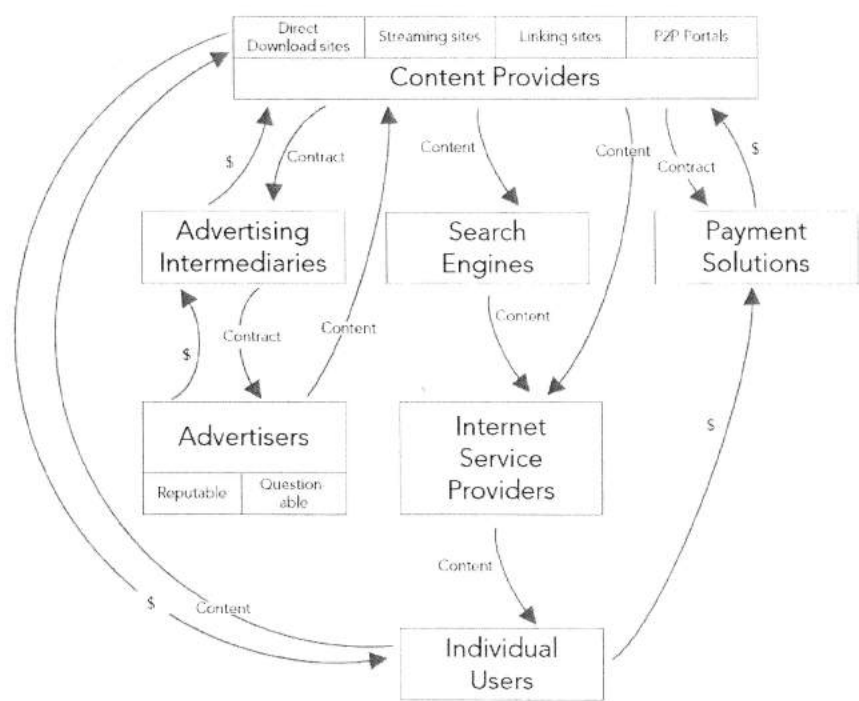 Direct
Download sites
Streaming sites
Linking sites
P2P Portals
Content Providers
$
Contract
Content
Content
Contract
$
Advertising
Intermediaries
Search
Engines
Payment
Solutions
$
Contract
Content
Content
$
Advertisers
Reputable
Question
able
Internet
Service
Providers
Content
$
Content
Individual
Users